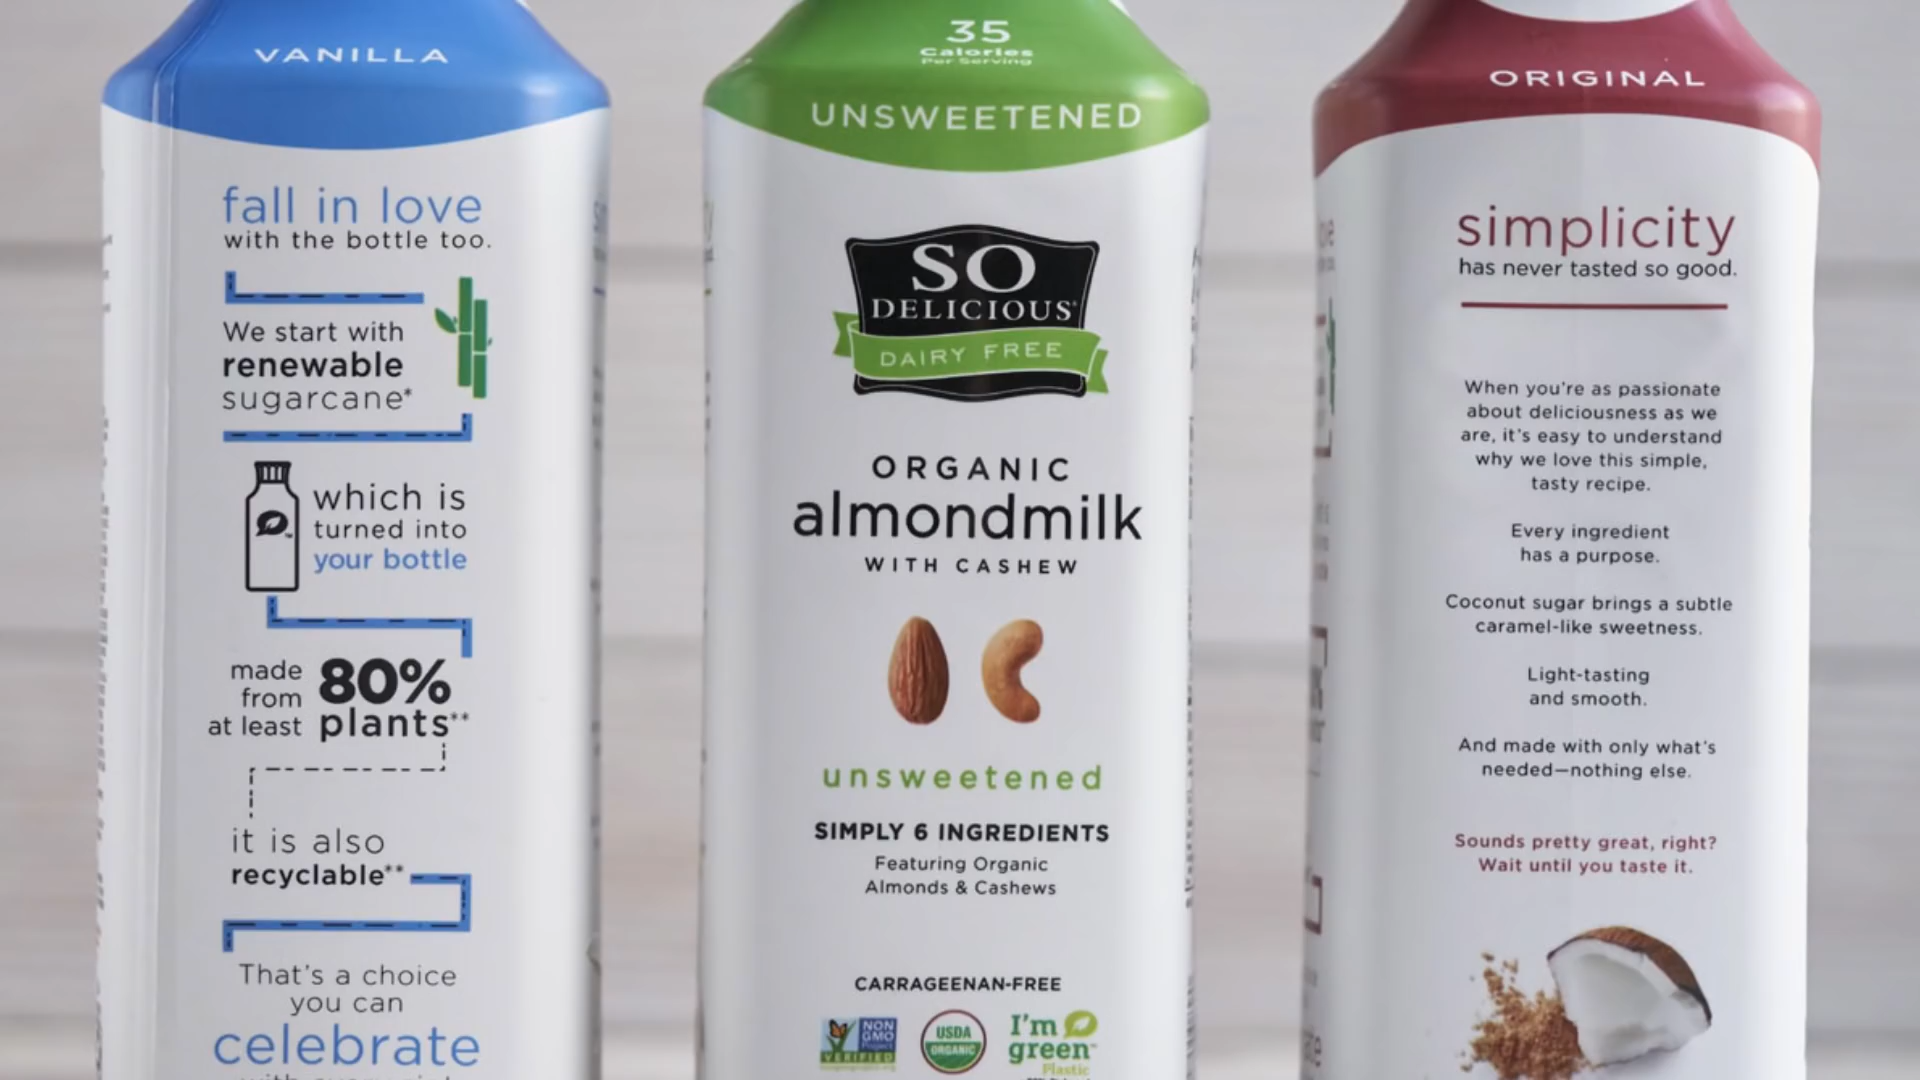 VANILLA
fall in love
with the bottle too.
We start with
renewable
sugarcane*
which is
turned into
your bottle
made
from
at least
80%
plants**
it is also
recyclable**
That's a choice
you can
celebrate
35
Calories
Per Serving
UNSWEETENED
SO
DELICIOUS®
DAIRY FREE
ORGANIC
almondmilk
WITH CASHEW
unsweetened
SIMPLY 6 INGREDIENTS
Featuring Organic
Almonds & Cashews
CARRAGEENAN-FREE
NON
GMO
Project
VERIFIED
USDA
ORGANIC
I'm
green™
Plastic
ORIGINAL
simplicity
has never tasted so good.
When you're as passionate
about deliciousness as we
are, it's easy to understand
why we love this simple,
tasty recipe.
Every ingredient
has a purpose.
Coconut sugar brings a subtle
caramel-like sweetness.
Light-tasting
and smooth.
And made with only what's
needed—nothing else.
Sounds pretty great, right?
Wait until you taste it.